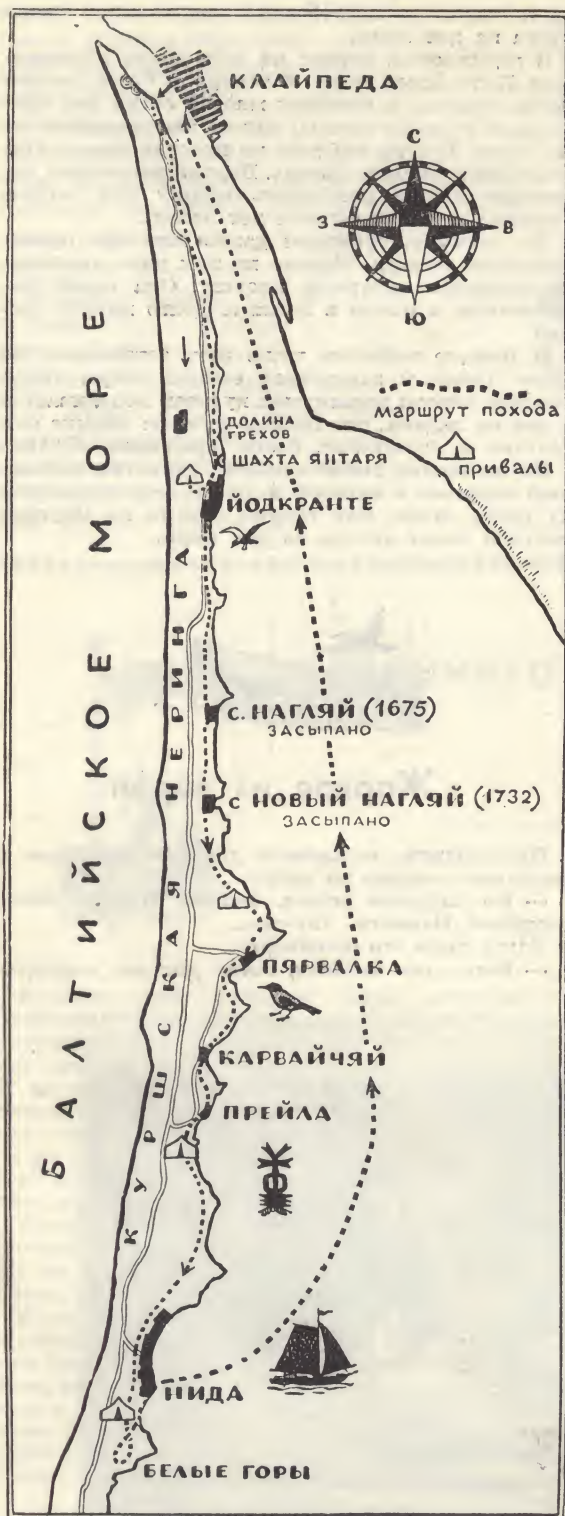 КЛАЙПЕДА
С
З
В
Ю
маршрут похода
привалы
БАЛТИЙСКОЕ МОРЕ
КУРШСКАЯ НЕРИНГА
ДОЛИНА
ГРЕХОВ
ШАХТА ЯНТАРЯ
ЙОДКРАНТЕ
с. НАГЛЯЙ (1675)
ЗАСЫПАНО
с НОВЫЙ НАГЛЯЙ (1732)
ЗАСЫПАНО
ПЯРВАЛКА
КАРВАЙЧЯЙ
ПРЕЙЛА
НИДА
БЕЛЫЕ ГОРЫ